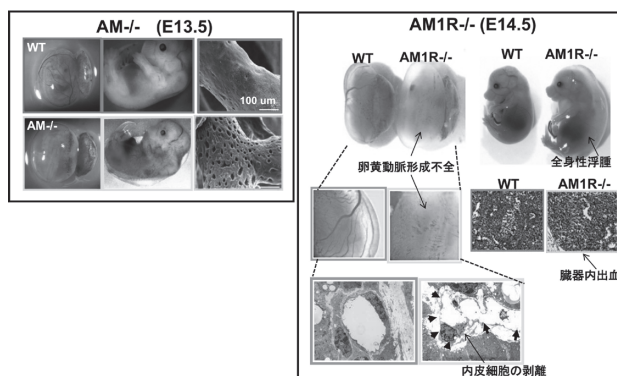 AM-/- (E13.5)
WT
100 um
AM-/-
AM1R-/- (E14.5)
WT AM1R-/-
WT AM1R-/-
卵黄動脈形成不全
全身性浮腫
WT AM1R-/-
臓器内出血
内皮細胞の剥離